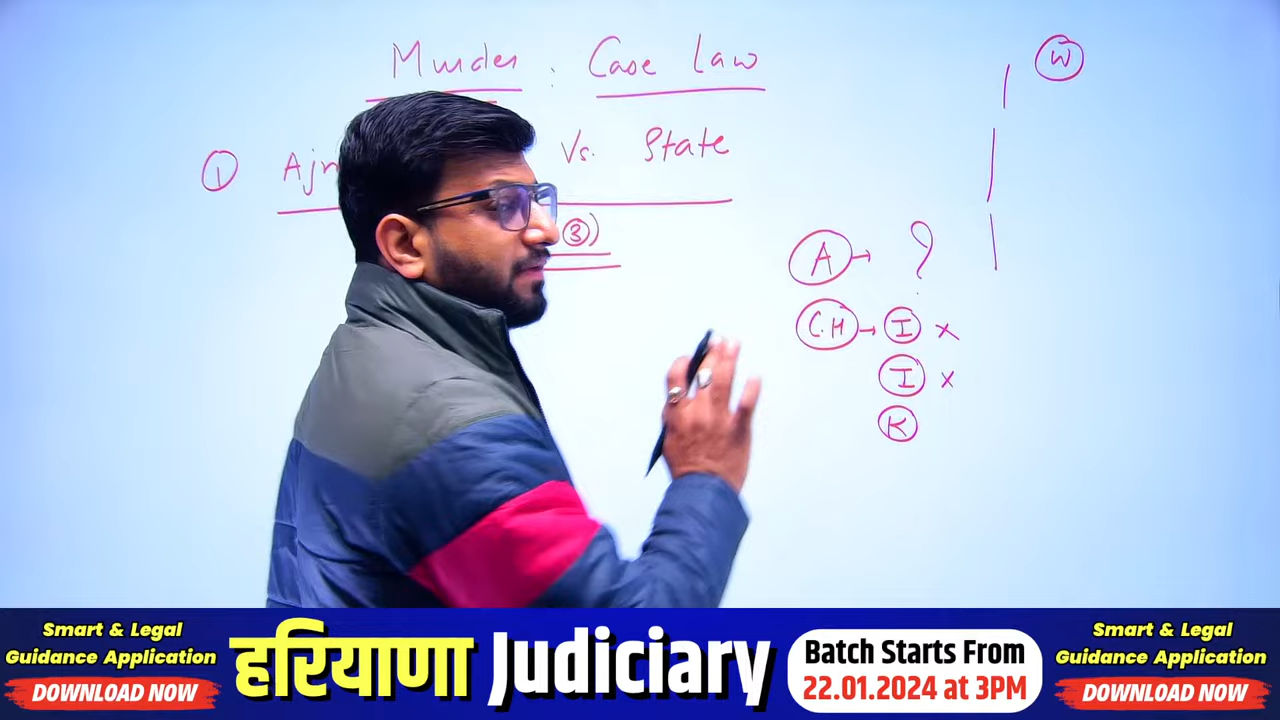 Murder : Case Law
W
① Ajm Vs. State
③)
A → ?
C.H → I ×
I ×
K
Smart & Legal
Guidance Application
DOWNLOAD NOW
हरियाणा Judiciary
Batch Starts From
22.01.2024 at 3PM
Smart & Legal
Guidance Application
DOWNLOAD NOW